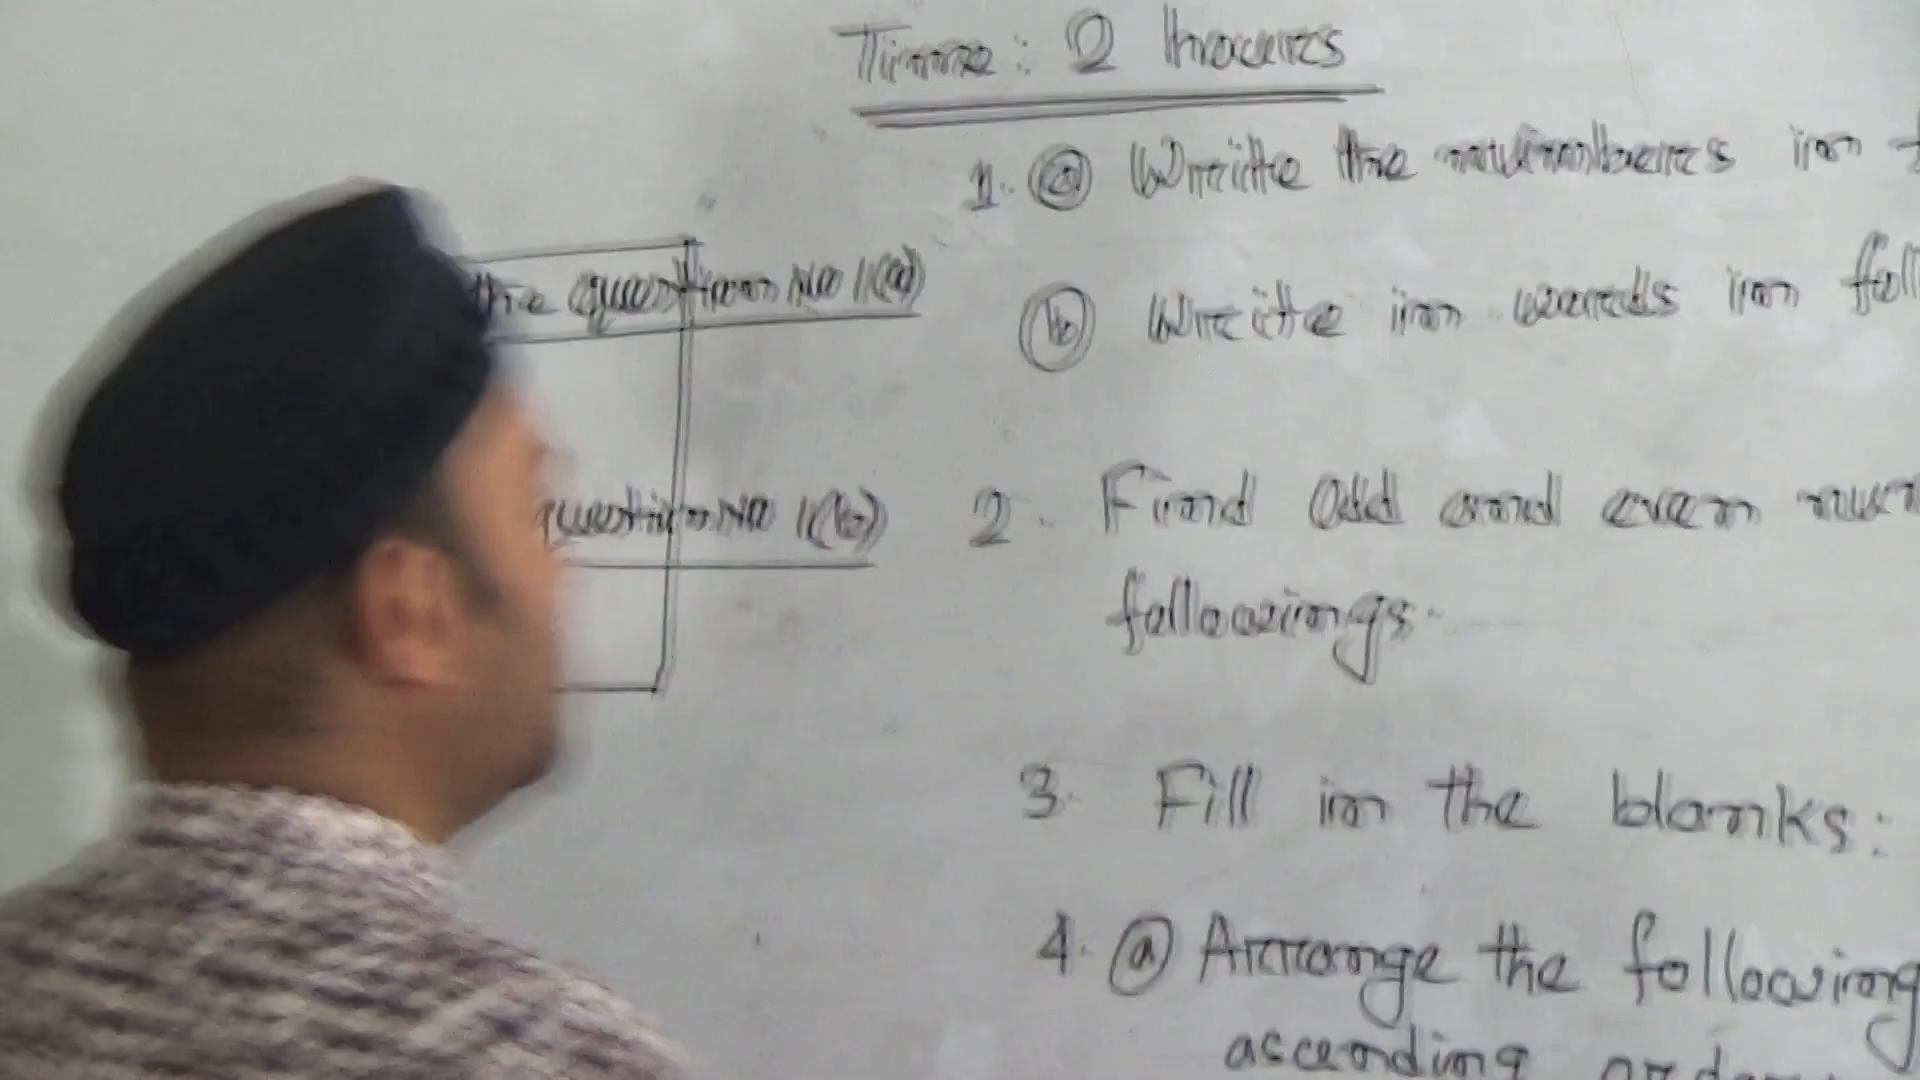 Time: 2 hours
1. ⓐ Write the numbers in
the question No 1(a)
ⓑ Write in words in foll
question No 1(b)
2. Find odd and even num
followings.
3. Fill in the blanks:
4. ⓐ Arrange the following
ascending order